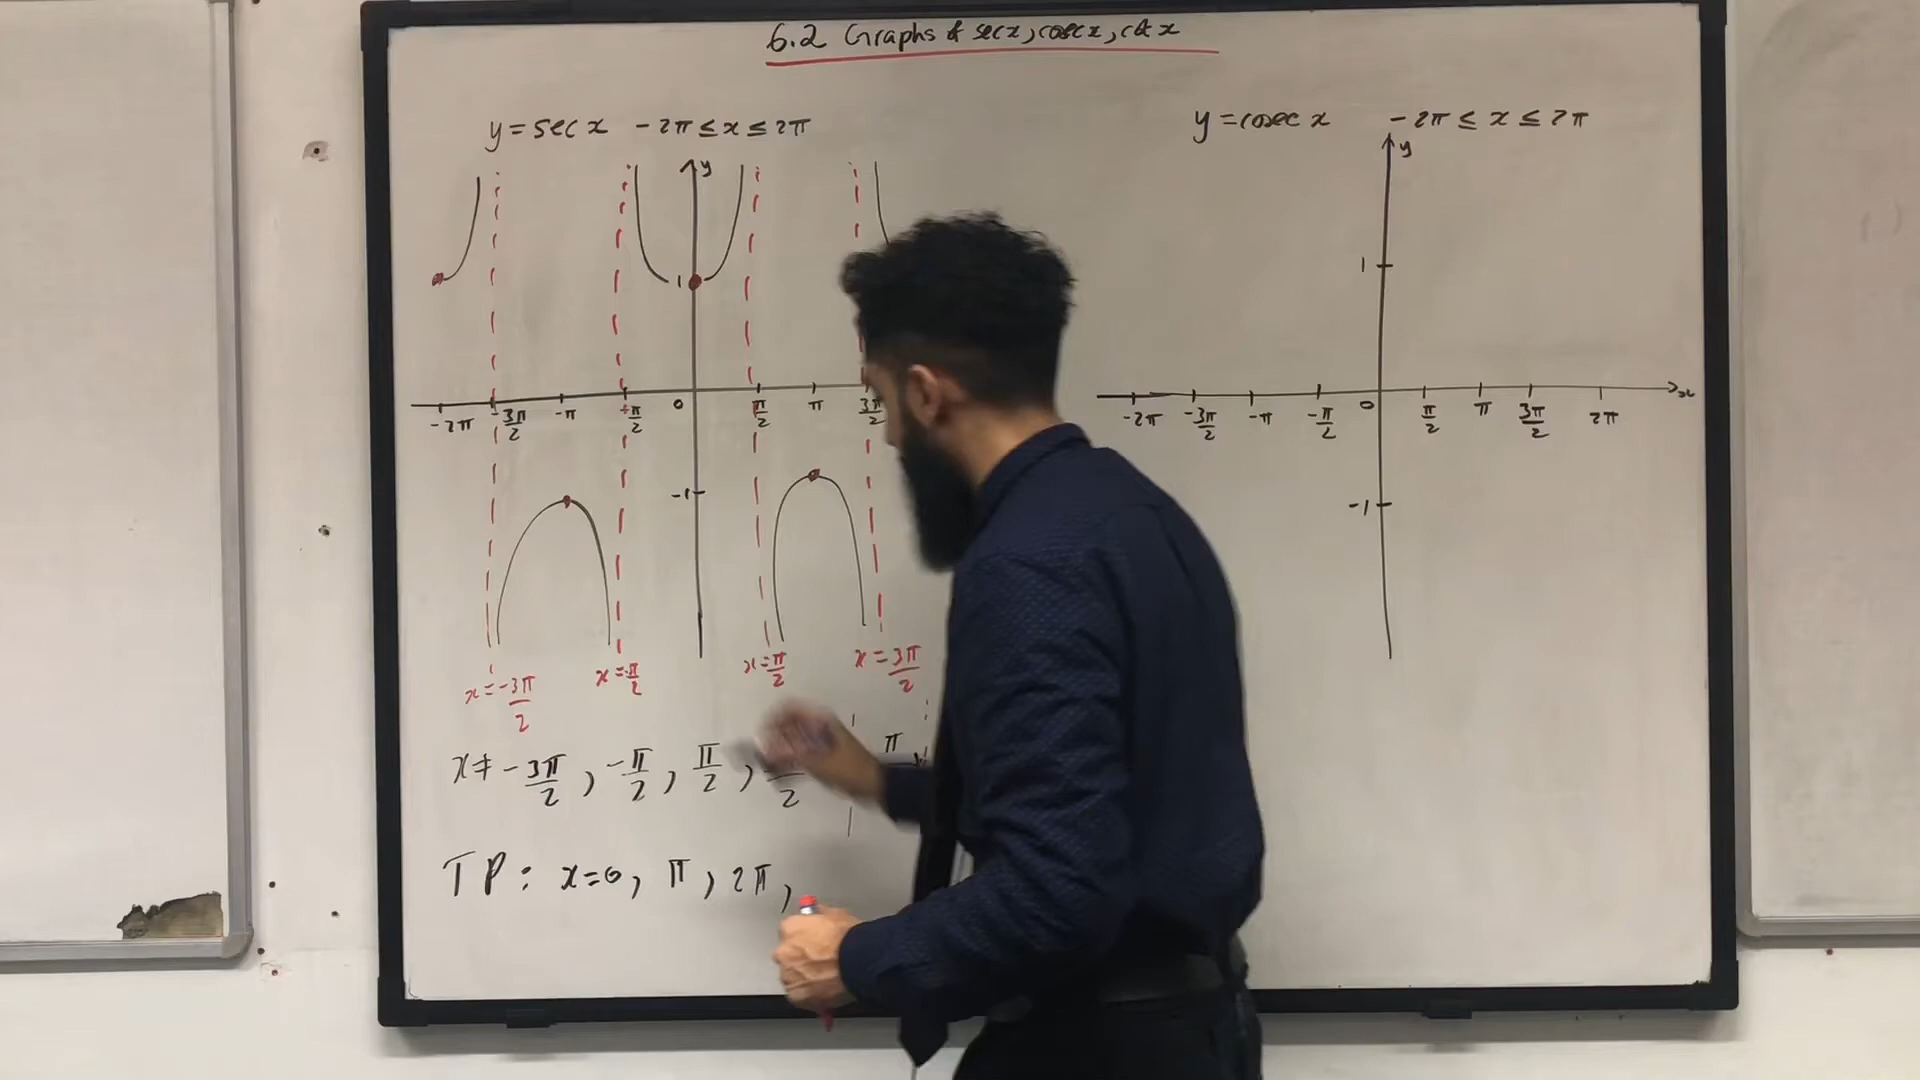 6.2 Graphs of sec x, cosec x, cot x
y = sec x -2π ≤ x ≤ 2π
y
1
-2π -3π/2 -π -π/2 0 π/2 π 3π/2
-1
x = -3π/2 x = -π/2 x = π/2 x = 3π/2
x ≠ -3π/2, -π/2, π/2,
π
2
TP: x = 0, π, 2π,
y = cosec x -2π ≤ x ≤ 2π
y
1
-2π -3π/2 -π -π/2 0 π/2 π 3π/2 2π x
-1